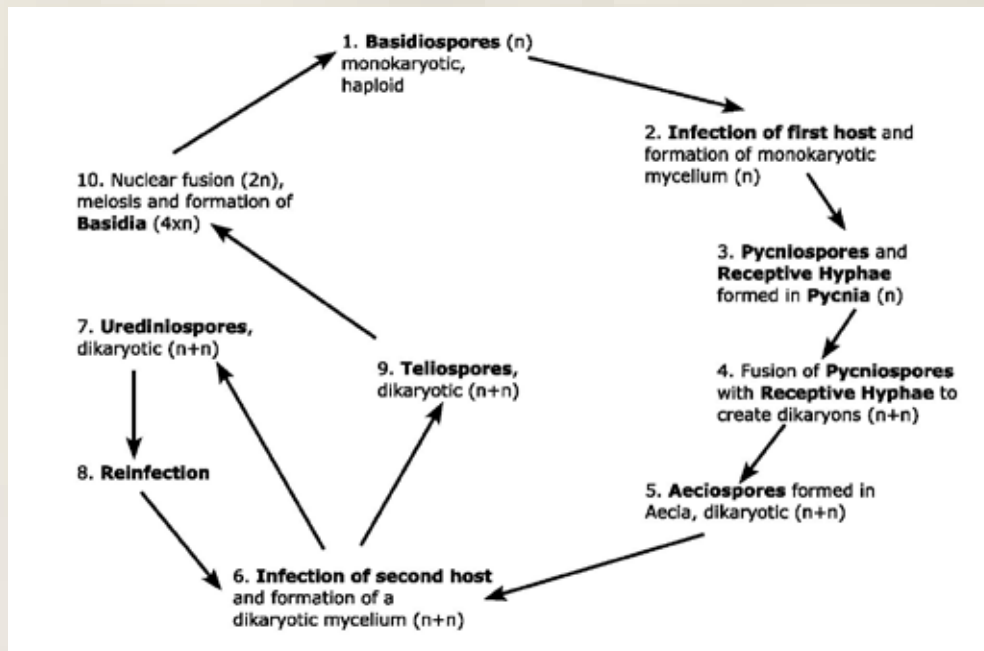 1. Basidiospores (n)
monokaryotic,
haploid
2. Infection of first host and
formation of monokaryotic
mycelium (n)
3. Pycniospores and
Receptive Hyphae
formed in Pycnia (n)
4. Fusion of Pycniospores
with Receptive Hyphae to
create dikaryons (n+n)
5. Aeciospores formed in
Aecia, dikaryotic (n+n)
6. Infection of second host
and formation of a
dikaryotic mycelium (n+n)
7. Urediniospores,
dikaryotic (n+n)
8. Reinfection
9. Teliospores,
dikaryotic (n+n)
10. Nuclear fusion (2n),
meiosis and formation of
Basidia (4xn)